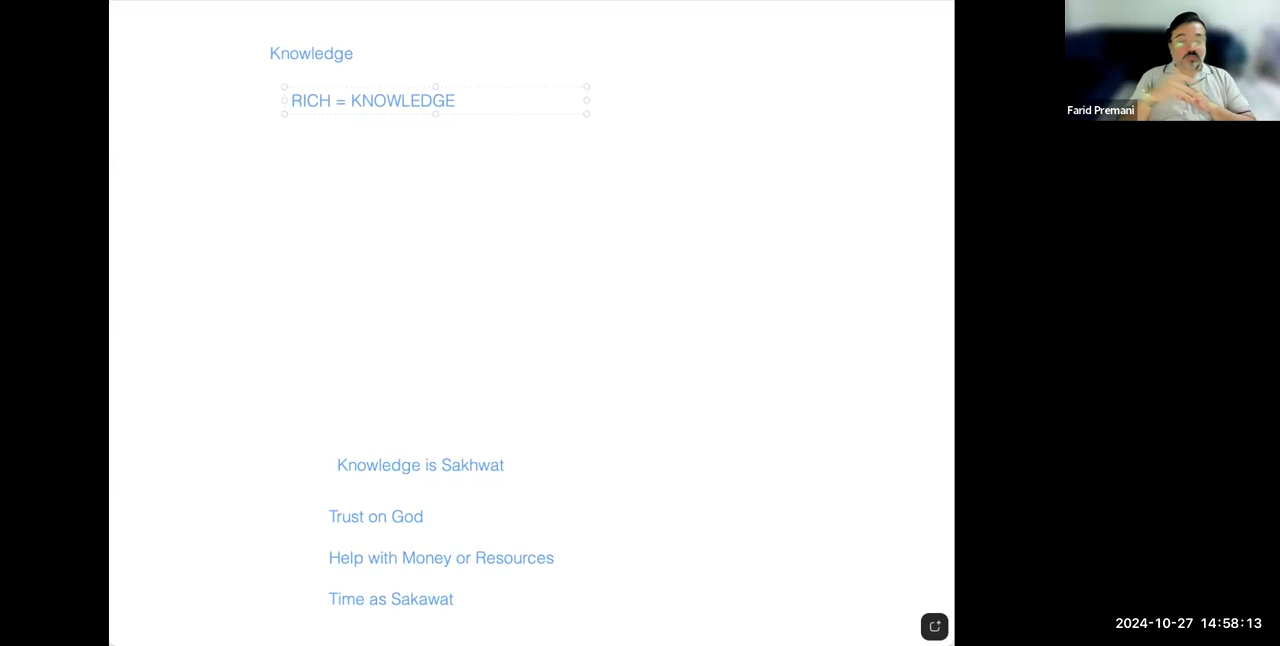 Knowledge
RICH = KNOWLEDGE
Farid Premani
Knowledge is Sakhwat
Trust on God
Help with Money or Resources
Time as Sakawat
2024-10-27 14:58:13